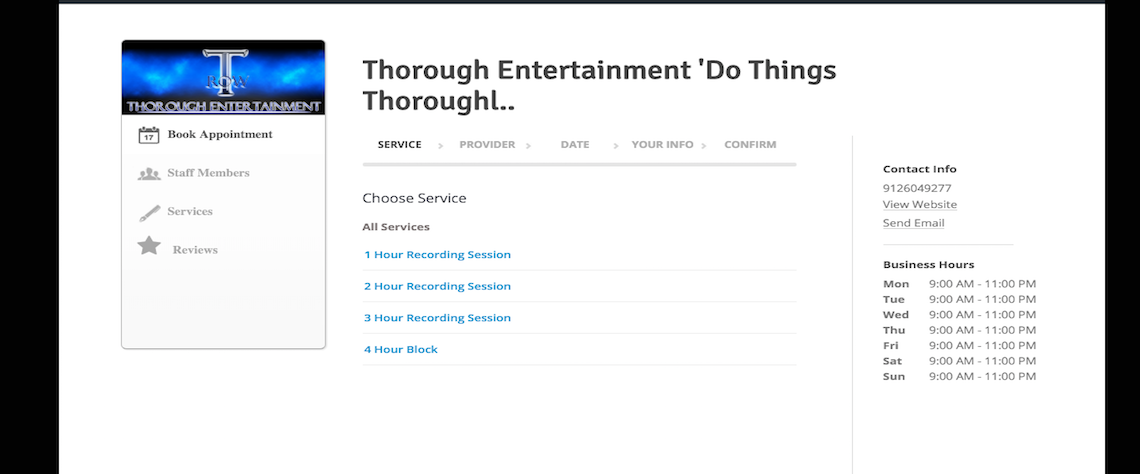 T
ROW
THOROUGH ENTERTAINMENT
17
Book Appointment
Staff Members
Services
Reviews
Thorough Entertainment 'Do Things
Thoroughl..
SERVICE > PROVIDER > DATE > YOUR INFO > CONFIRM
Choose Service
All Services
1 Hour Recording Session
2 Hour Recording Session
3 Hour Recording Session
4 Hour Block
Contact Info
9126049277
View Website
Send Email
Business Hours
Mon 9:00 AM - 11:00 PM
Tue 9:00 AM - 11:00 PM
Wed 9:00 AM - 11:00 PM
Thu 9:00 AM - 11:00 PM
Fri 9:00 AM - 11:00 PM
Sat 9:00 AM - 11:00 PM
Sun 9:00 AM - 11:00 PM